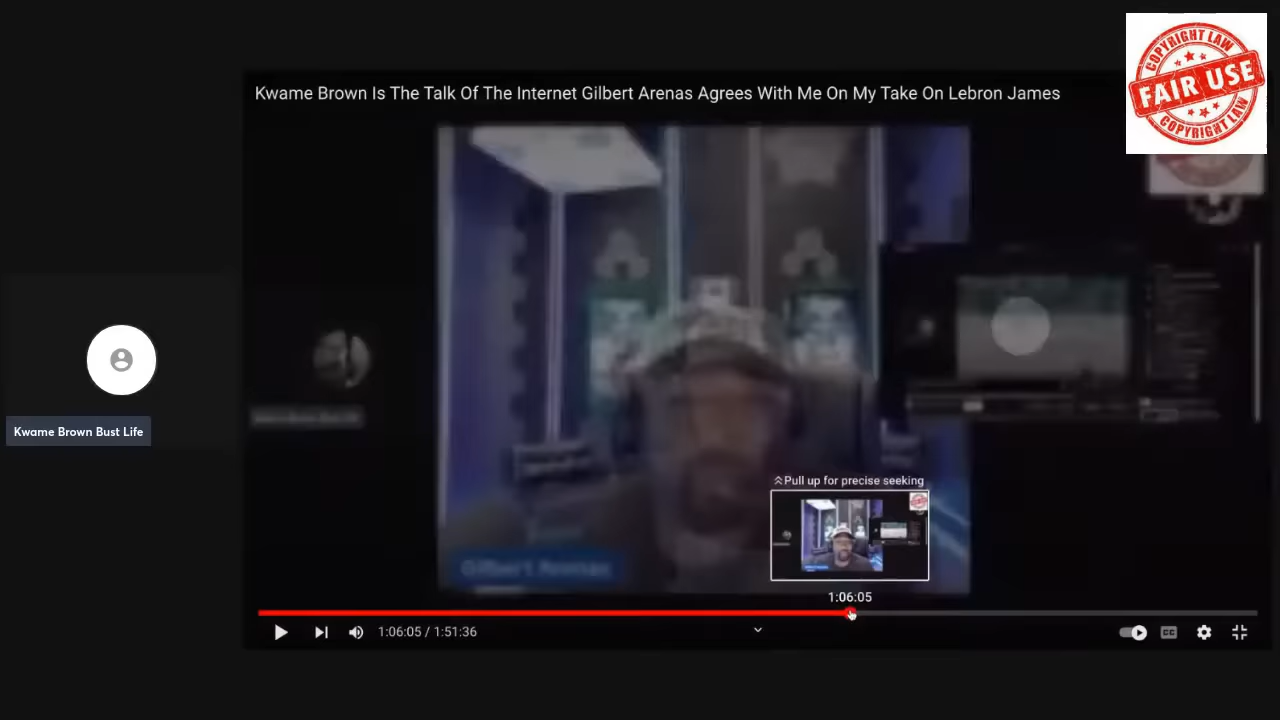 COPYRIGHT LAW
FAIR USE
COPYRIGHT LAW
Kwame Brown Is The Talk Of The Internet Gilbert Arenas Agrees With Me On My Take On Lebron James
Kwame Brown Bust Life
Pull up for precise seeking
Gilbert Arenas
1:06:05
1:06:05 / 1:51:36
CC